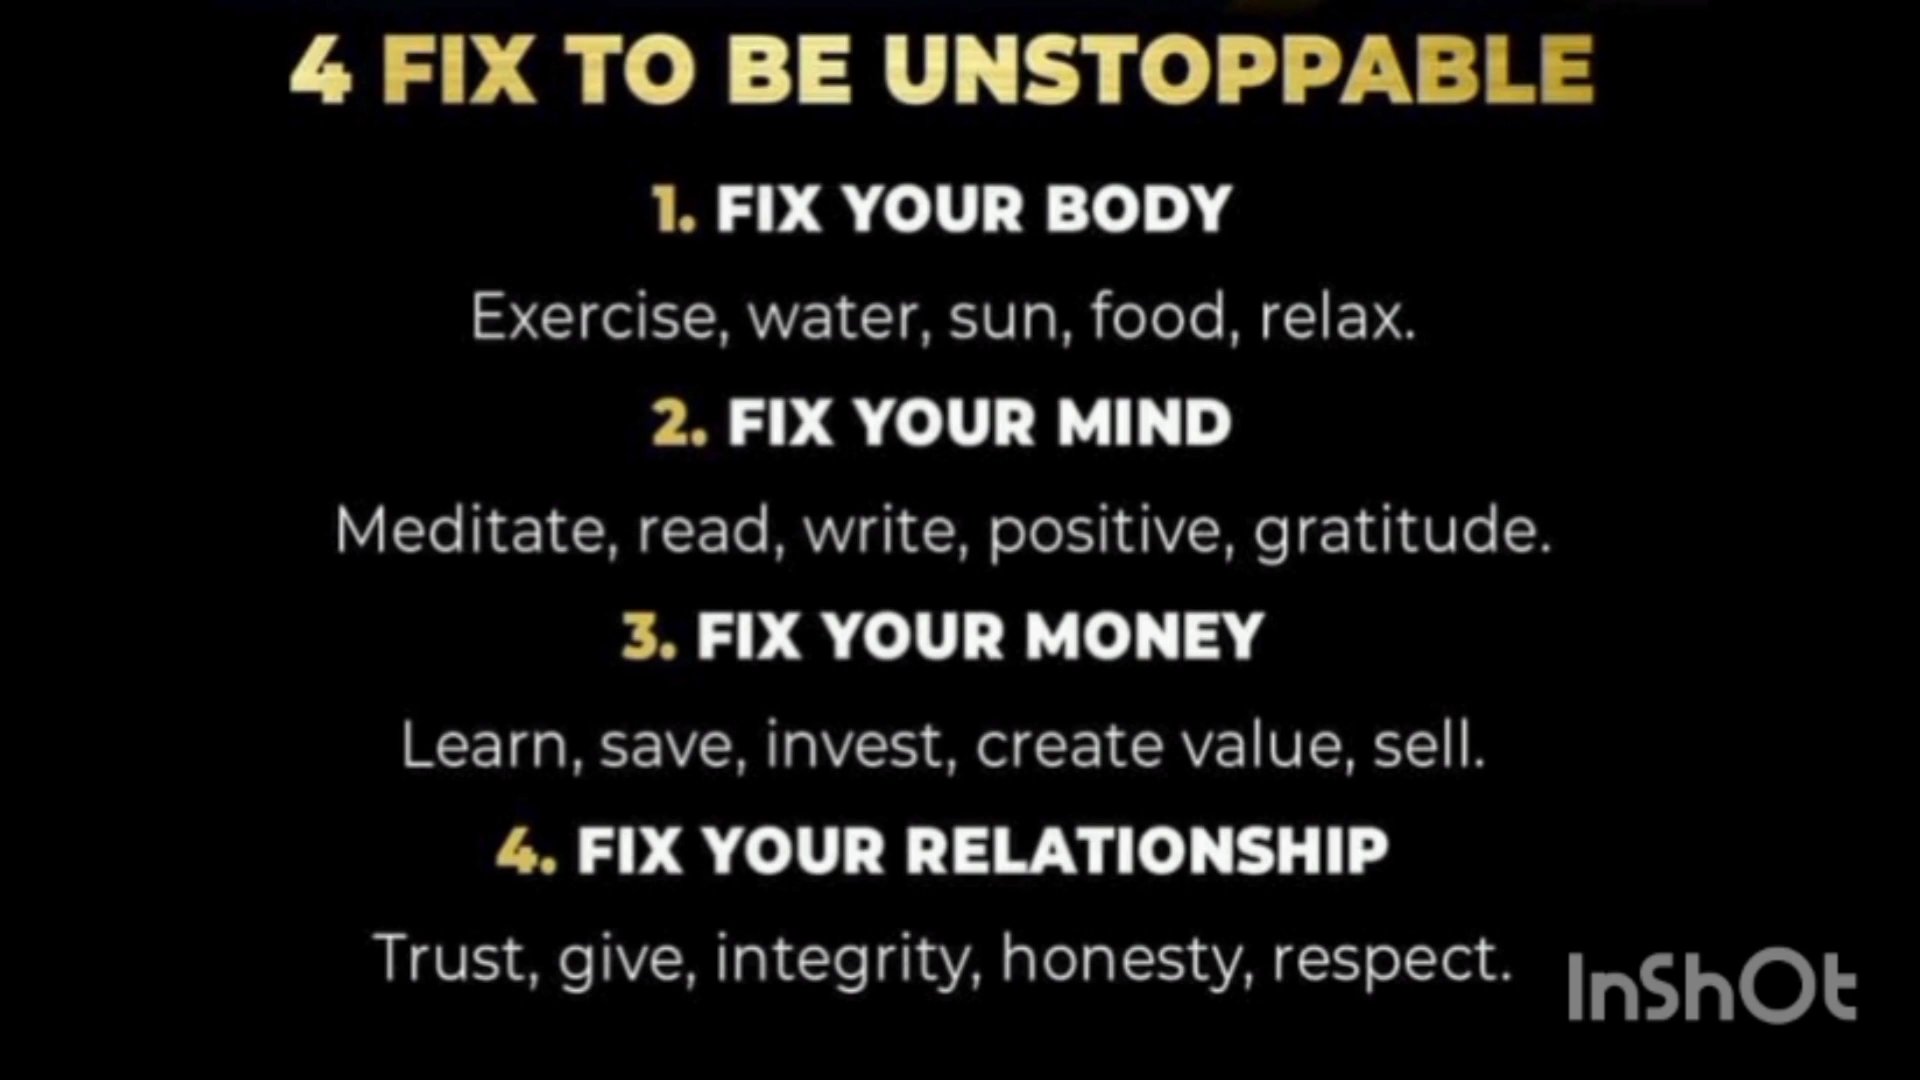 4 FIX TO BE UNSTOPPABLE
1. FIX YOUR BODY
Exercise, water, sun, food, relax.
2. FIX YOUR MIND
Meditate, read, write, positive, gratitude.
3. FIX YOUR MONEY
Learn, save, invest, create value, sell.
4. FIX YOUR RELATIONSHIP
Trust, give, integrity, honesty, respect.
InShOt